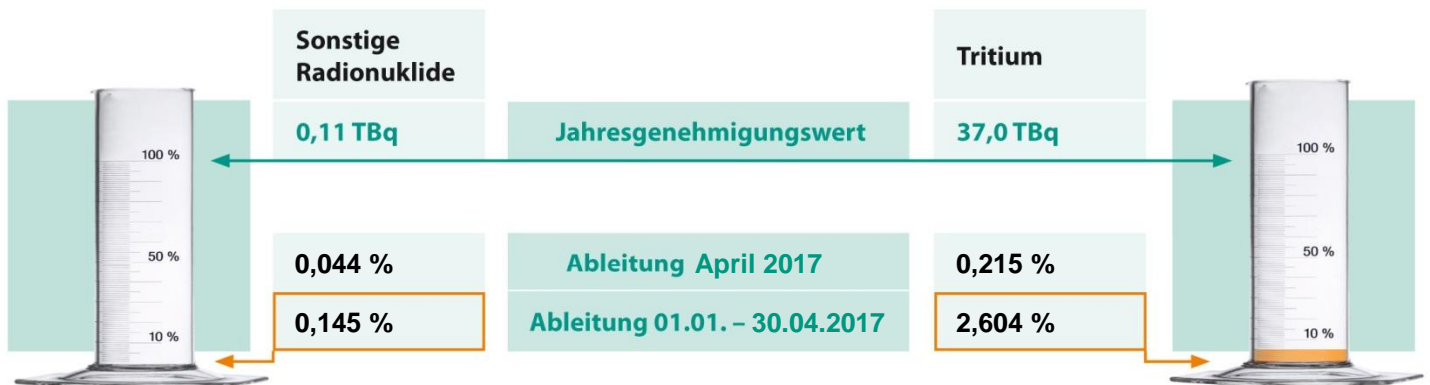 Sonstige
Radionuklide
Tritium
0,11 TBq
Jahresgenehmigungswert
37,0 TBq
100 %
100 %
50 %
50 %
0,044 %
Ableitung April 2017
0,215 %
0,145 %
Ableitung 01.01. – 30.04.2017
2,604 %
10 %
10 %